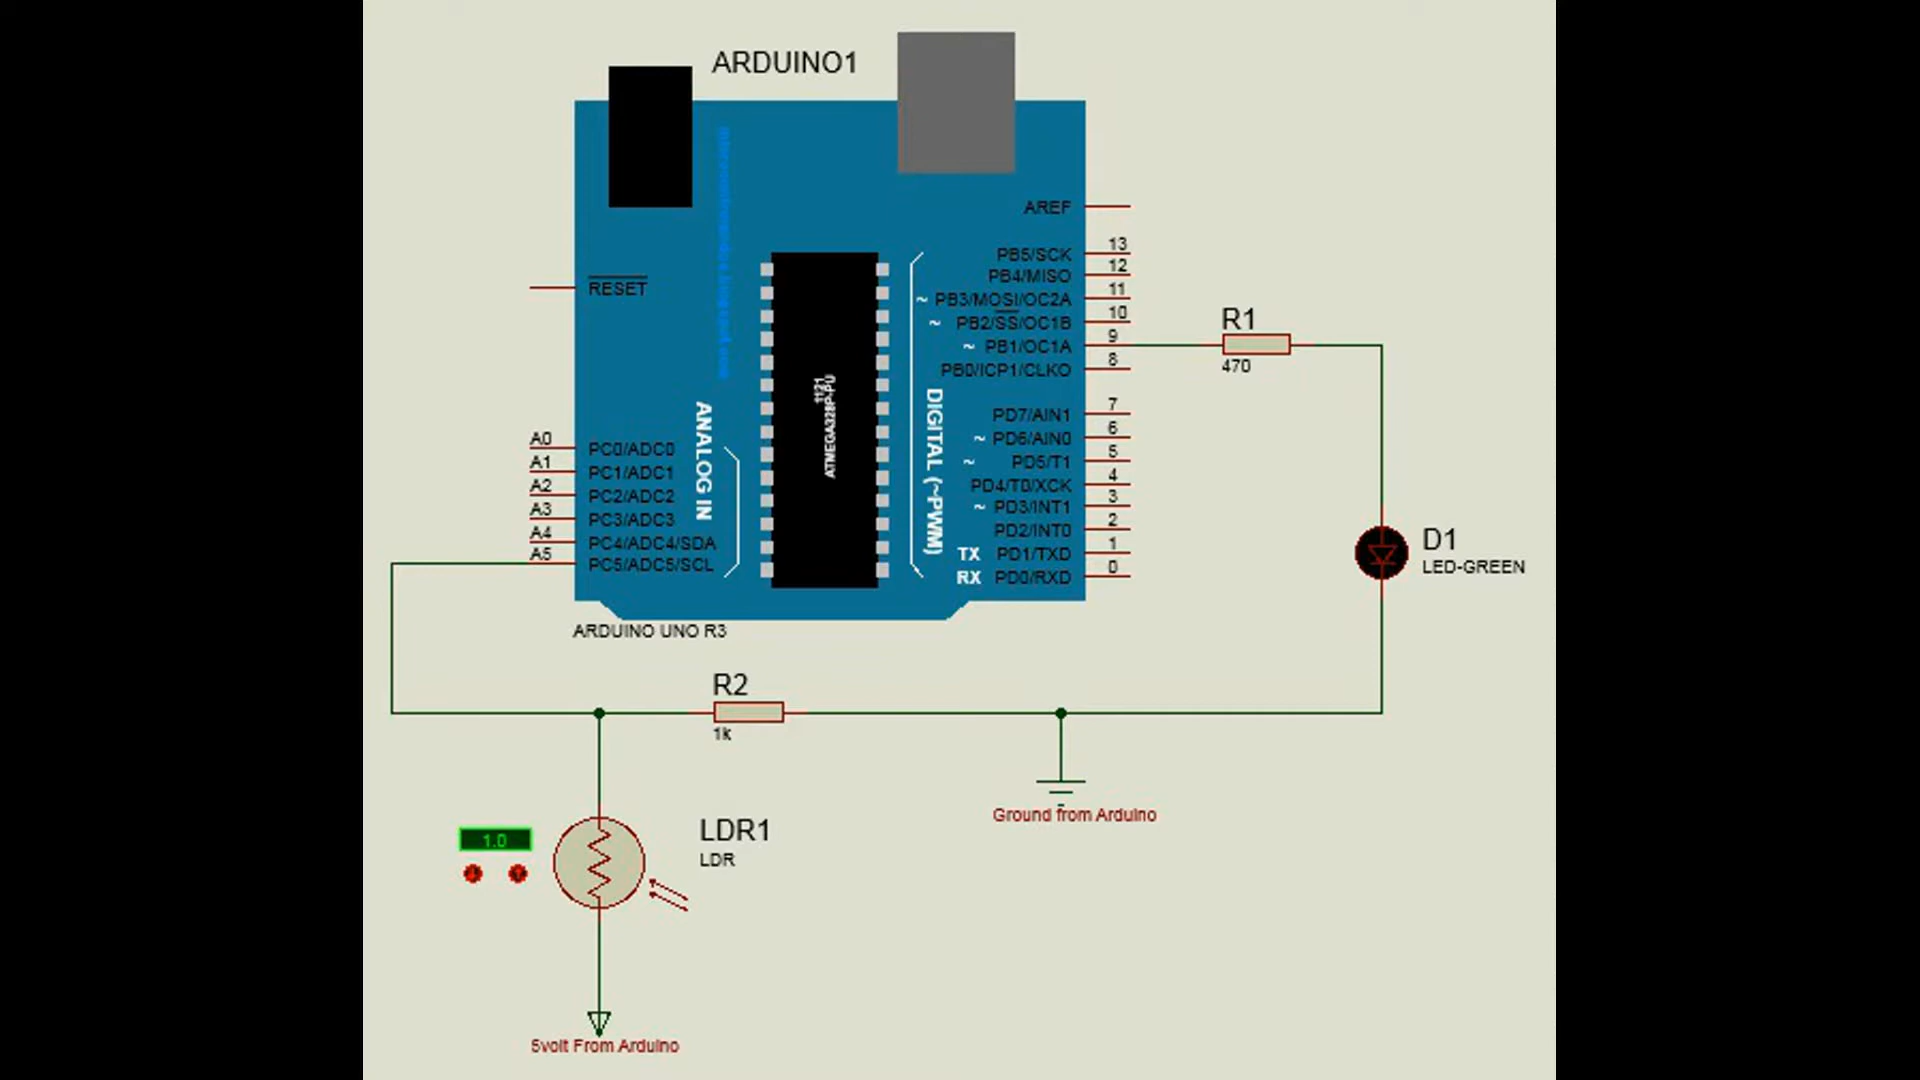 ARDUINO1
AREF
13
PB5/SCK
12
PB4/MISO
11
~ PB3/MOSI/OC2A
10
~ PB2/SS/OC1B
9
~ PB1/OC1A
8
PB0/ICP1/CLKO
RESET
7
PD7/AIN1
6
~ PD6/AIN0
5
~ PD5/T1
4
PD4/T0/XCK
3
~ PD3/INT1
2
PD2/INT0
1
TX PD1/TXD
0
RX PD0/RXD
DIGITAL (~PWM)
ANALOG IN
1121
ATMEGA328P-PU
A0
PC0/ADC0
A1
PC1/ADC1
A2
PC2/ADC2
A3
PC3/ADC3
A4
PC4/ADC4/SDA
A5
PC5/ADC5/SCL
ARDUINO UNO R3
R1
470
D1
LED-GREEN
R2
1k
Ground from Arduino
1.0
LDR1
LDR
5volt From Arduino